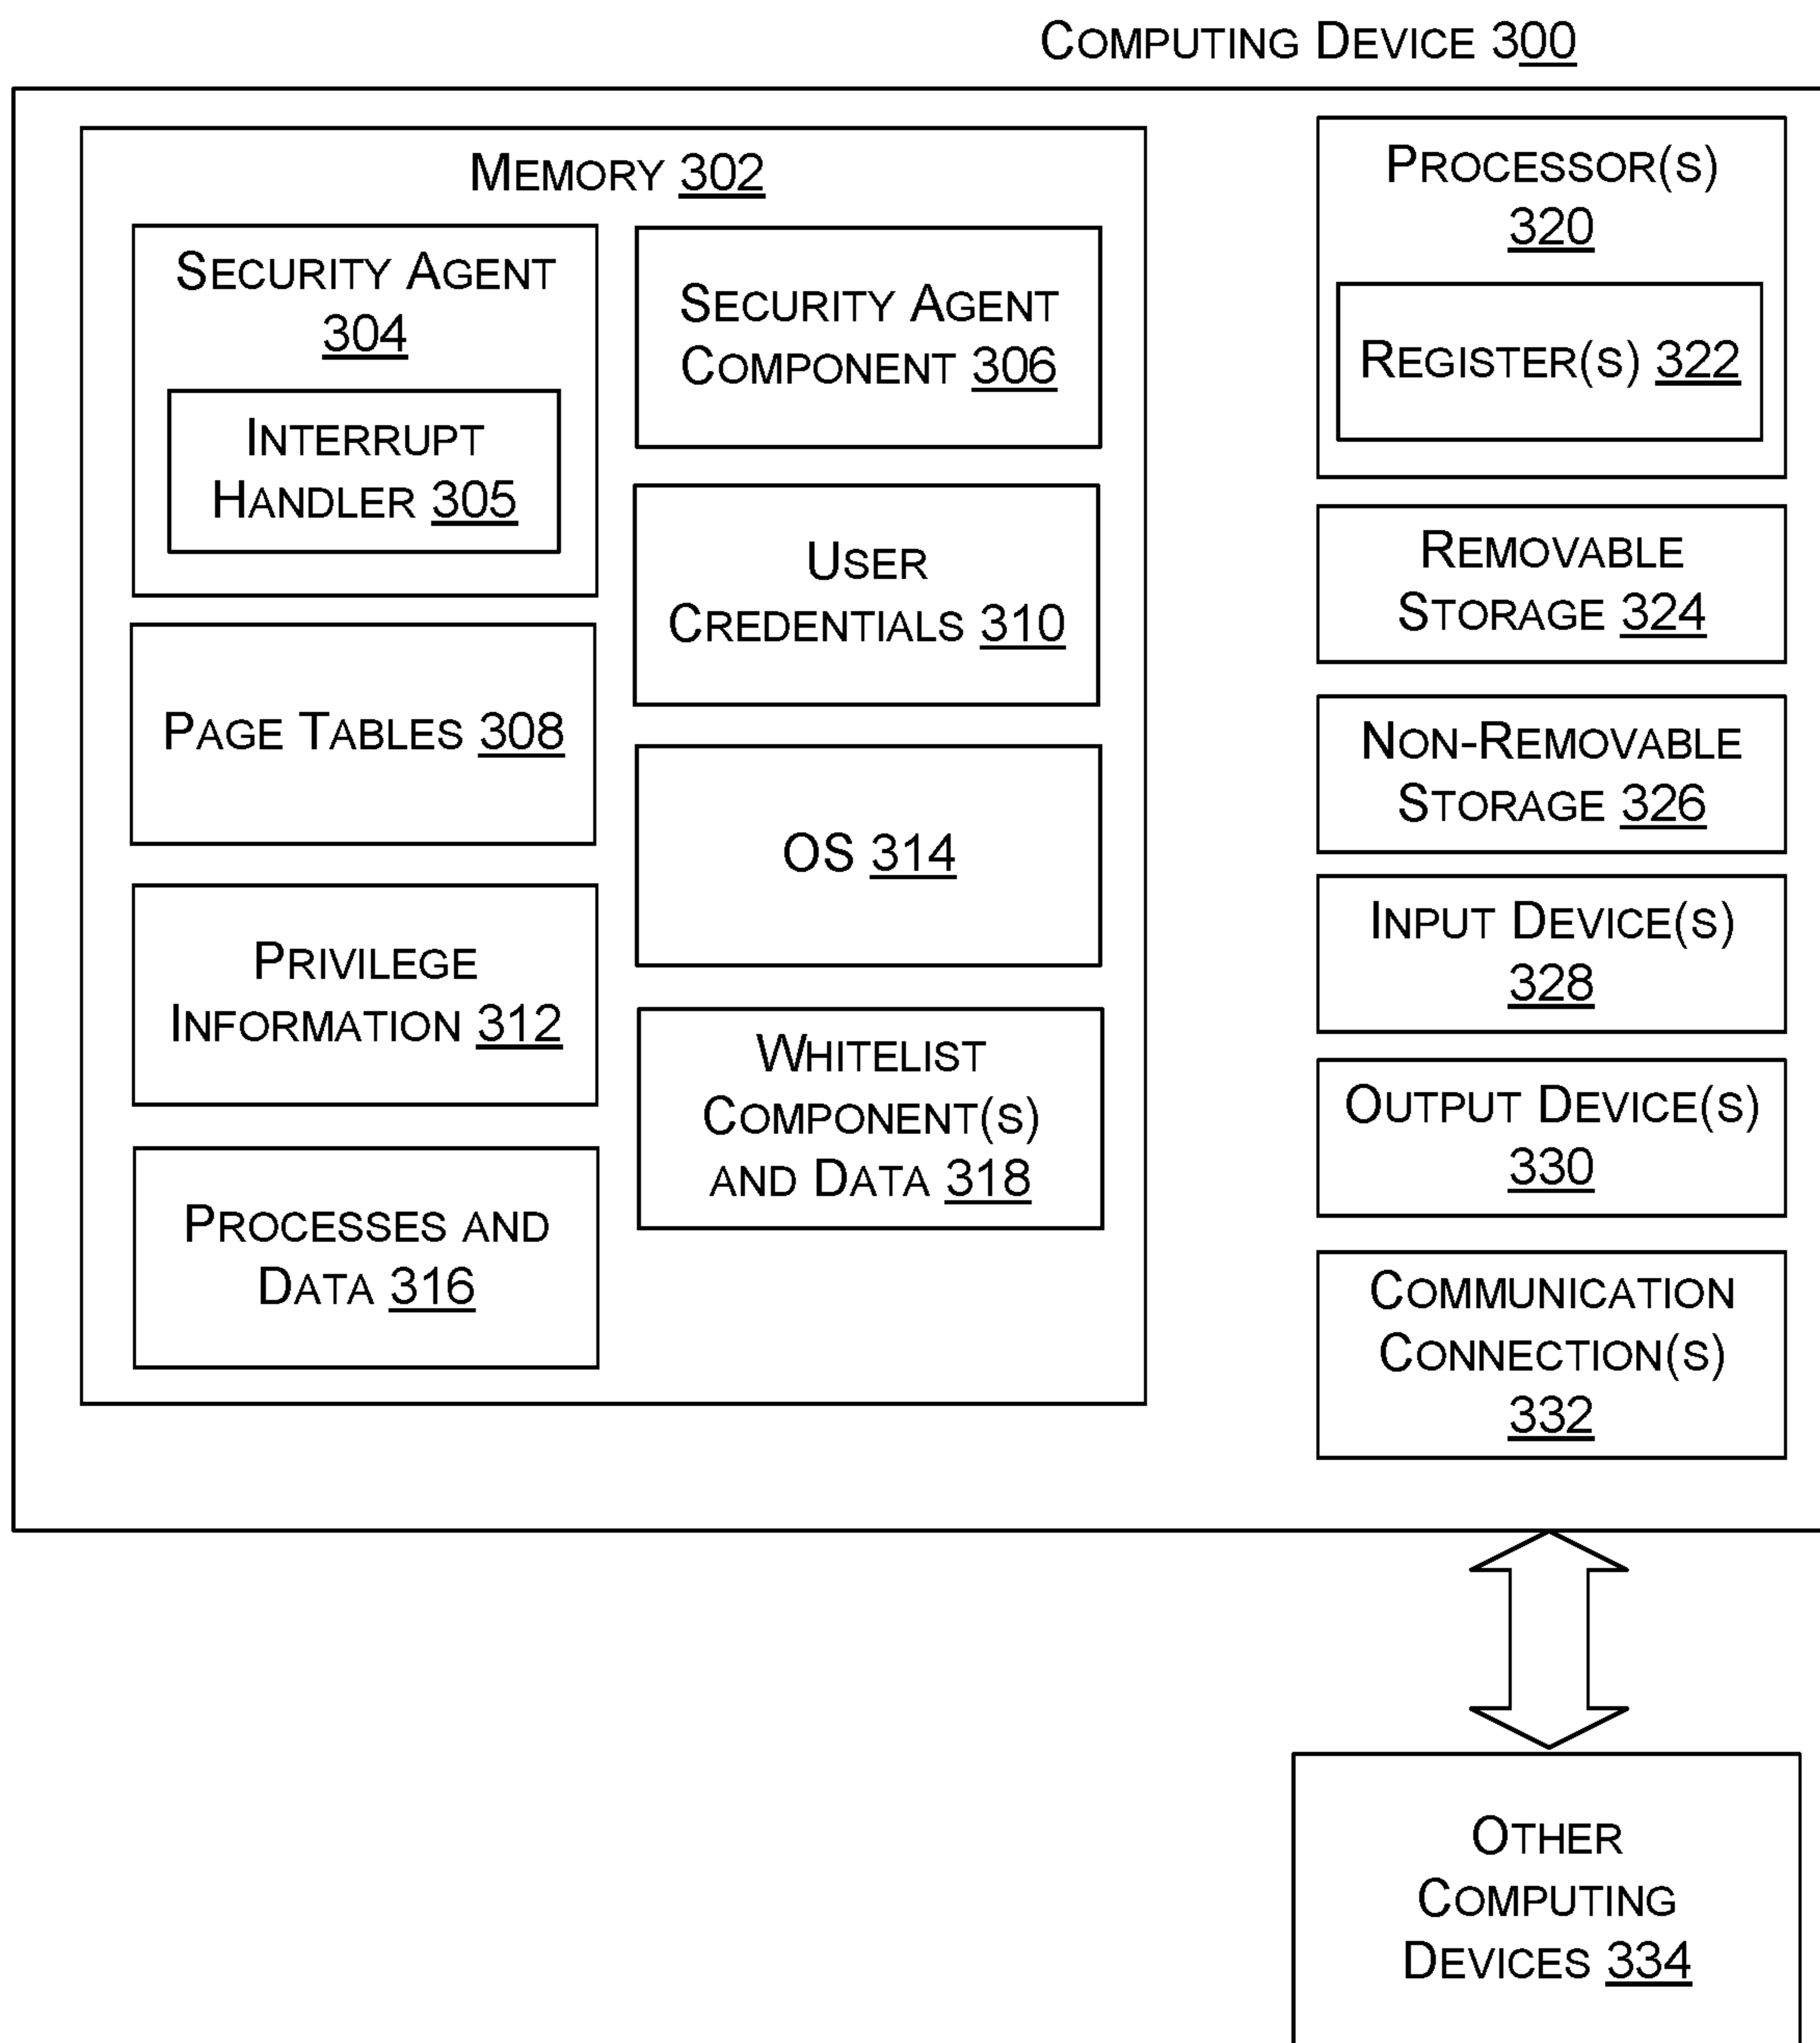 Computing Device 300
Memory 302
Security Agent
304
Interrupt
Handler 305
Security Agent
Component 306
Page Tables 308
User
Credentials 310
Privilege
Information 312
OS 314
Processes and
Data 316
Whitelist
Component(s)
and Data 318
Processor(s)
320
Register(s) 322
Removable
Storage 324
Non-Removable
Storage 326
Input Device(s)
328
Output Device(s)
330
Communication
Connection(s)
332
Other
Computing
Devices 334